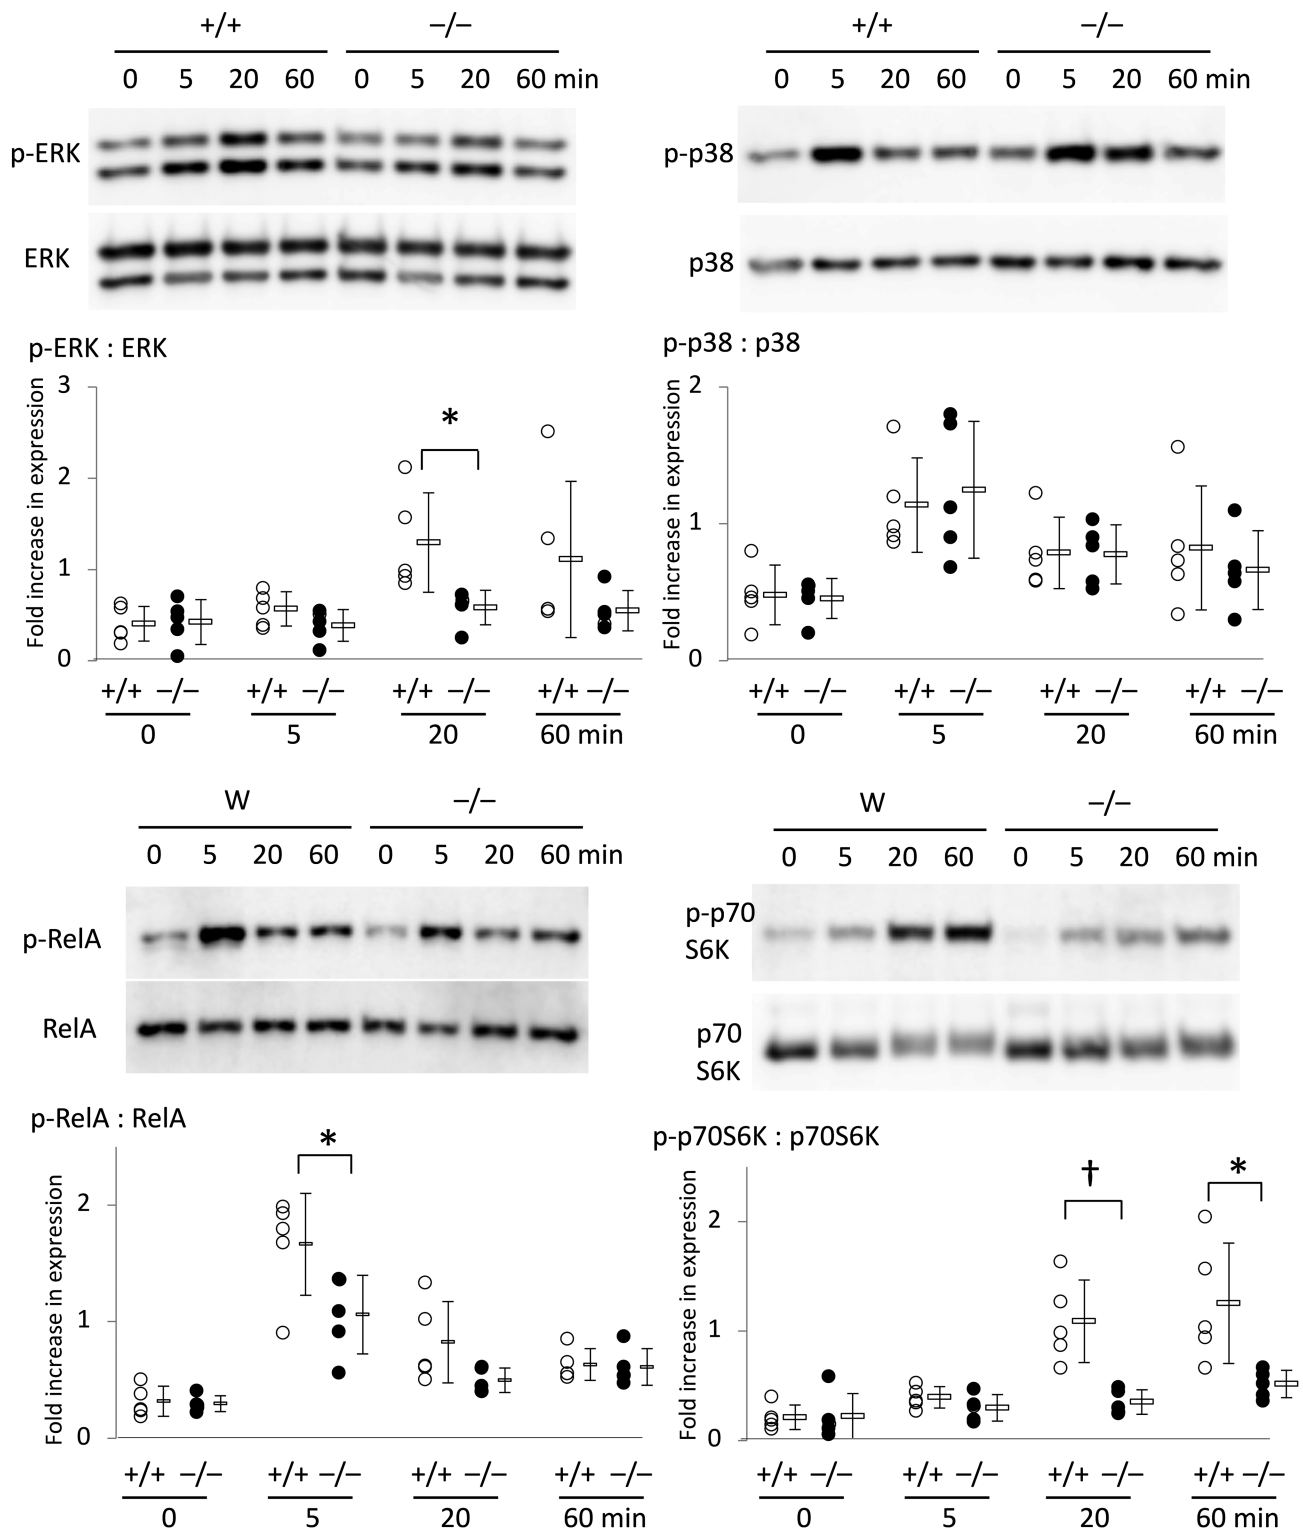 +/+ –/–
0 5 20 60 0 5 20 60 min
p-ERK
ERK
p-ERK : ERK
Fold increase in expression
3
2
1
0
*
+/+ –/– +/+ –/– +/+ –/– +/+ –/–
0 5 20 60 min
+/+ –/–
0 5 20 60 0 5 20 60 min
p-p38
p38
p-p38 : p38
Fold increase in expression
2
1
0
+/+ –/– +/+ –/– +/+ –/– +/+ –/–
0 5 20 60 min
W –/–
0 5 20 60 0 5 20 60 min
p-RelA
RelA
p-RelA : RelA
Fold increase in expression
2
1
0
*
+/+ –/– +/+ –/– +/+ –/– +/+ –/–
0 5 20 60 min
W –/–
0 5 20 60 0 5 20 60 min
p-p70
S6K
p70
S6K
p-p70S6K : p70S6K
Fold increase in expression
2
1
0
† *
+/+ –/– +/+ –/– +/+ –/– +/+ –/–
0 5 20 60 min